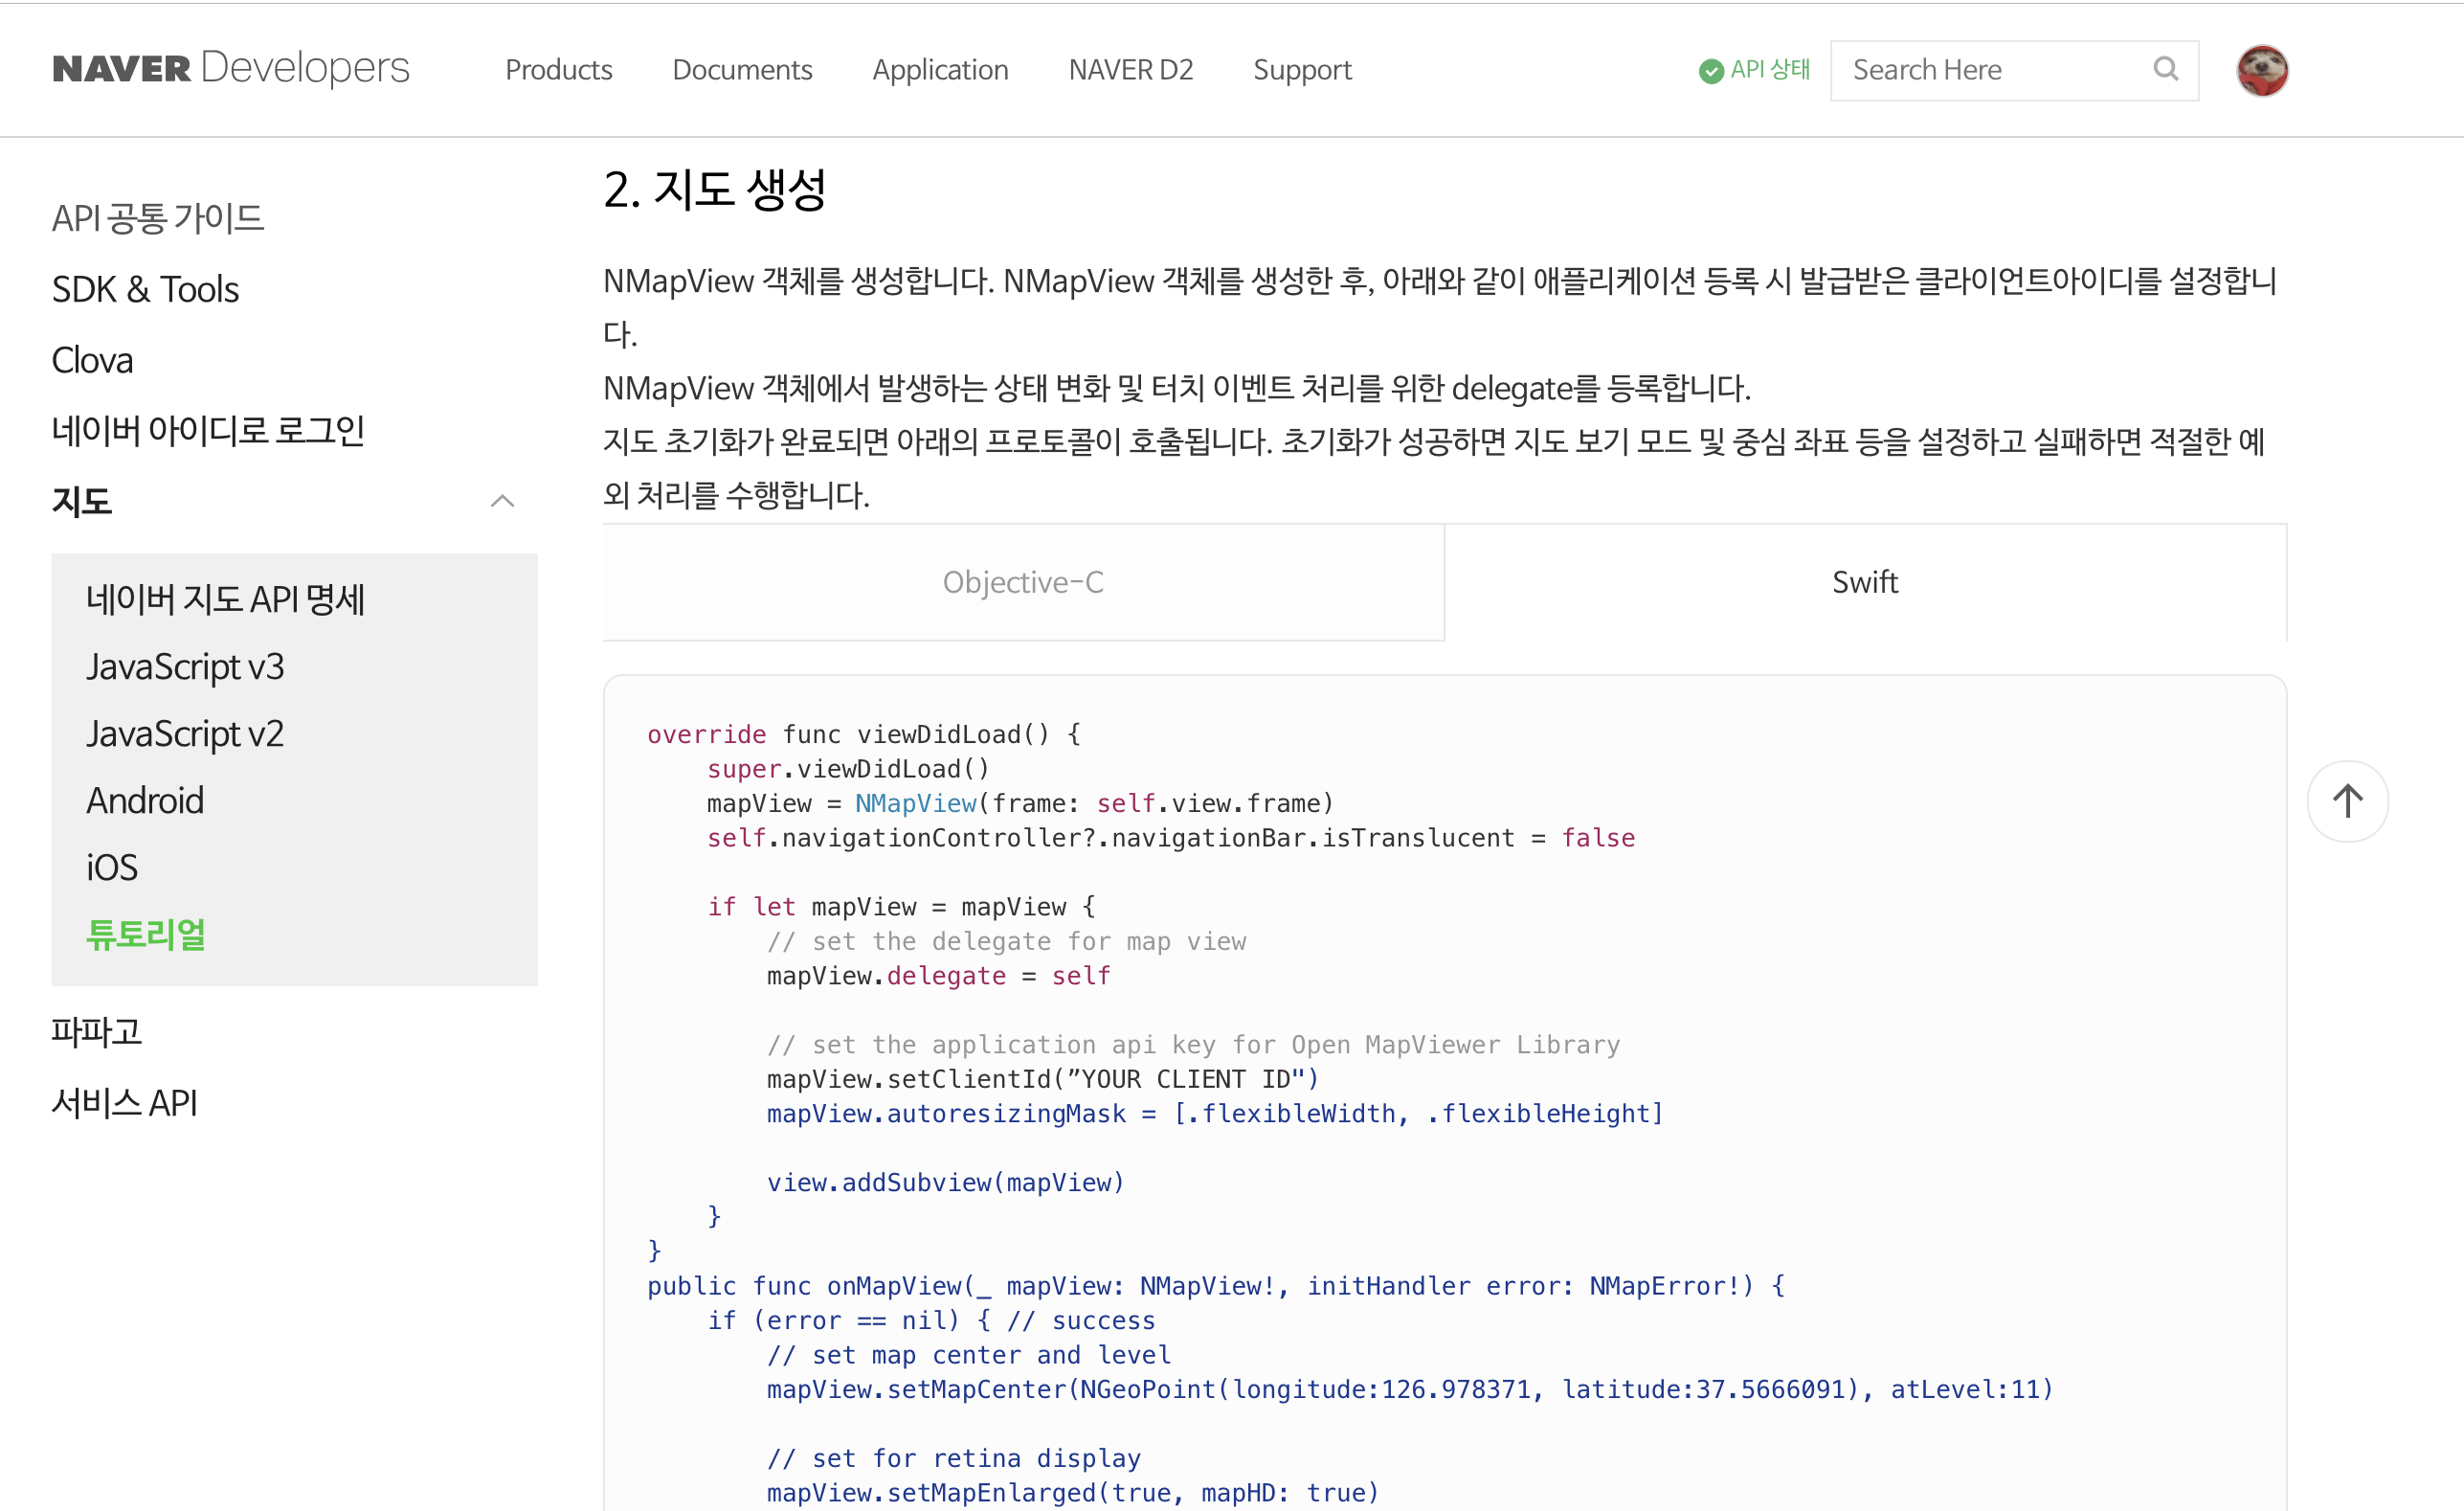 NAVER Developers
Products
Documents
Application
NAVER D2
Support
API 상태
Search Here
API 공통 가이드
SDK & Tools
Clova
네이버 아이디로 로그인
지도
네이버 지도 API 명세
JavaScript v3
JavaScript v2
Android
iOS
튜토리얼
파파고
서비스 API
2. 지도 생성
NMapView 객체를 생성합니다. NMapView 객체를 생성한 후, 아래와 같이 애플리케이션 등록 시 발급받은 클라이언트아이디를 설정합니
다.
NMapView 객체에서 발생하는 상태 변화 및 터치 이벤트 처리를 위한 delegate를 등록합니다.
지도 초기화가 완료되면 아래의 프로토콜이 호출됩니다. 초기화가 성공하면 지도 보기 모드 및 중심 좌표 등을 설정하고 실패하면 적절한 예
외 처리를 수행합니다.
Objective-C
Swift
override func viewDidLoad() {
    super.viewDidLoad()
    mapView = NMapView(frame: self.view.frame)
    self.navigationController?.navigationBar.isTranslucent = false
    if let mapView = mapView {
        // set the delegate for map view
        mapView.delegate = self
        // set the application api key for Open MapViewer Library
        mapView.setClientId(”YOUR CLIENT ID")
        mapView.autoresizingMask = [.flexibleWidth, .flexibleHeight]
        view.addSubview(mapView)
    }
}
public func onMapView(_ mapView: NMapView!, initHandler error: NMapError!) {
    if (error == nil) { // success
        // set map center and level
        mapView.setMapCenter(NGeoPoint(longitude:126.978371, latitude:37.5666091), atLevel:11)
        // set for retina display
        mapView.setMapEnlarged(true, mapHD: true)